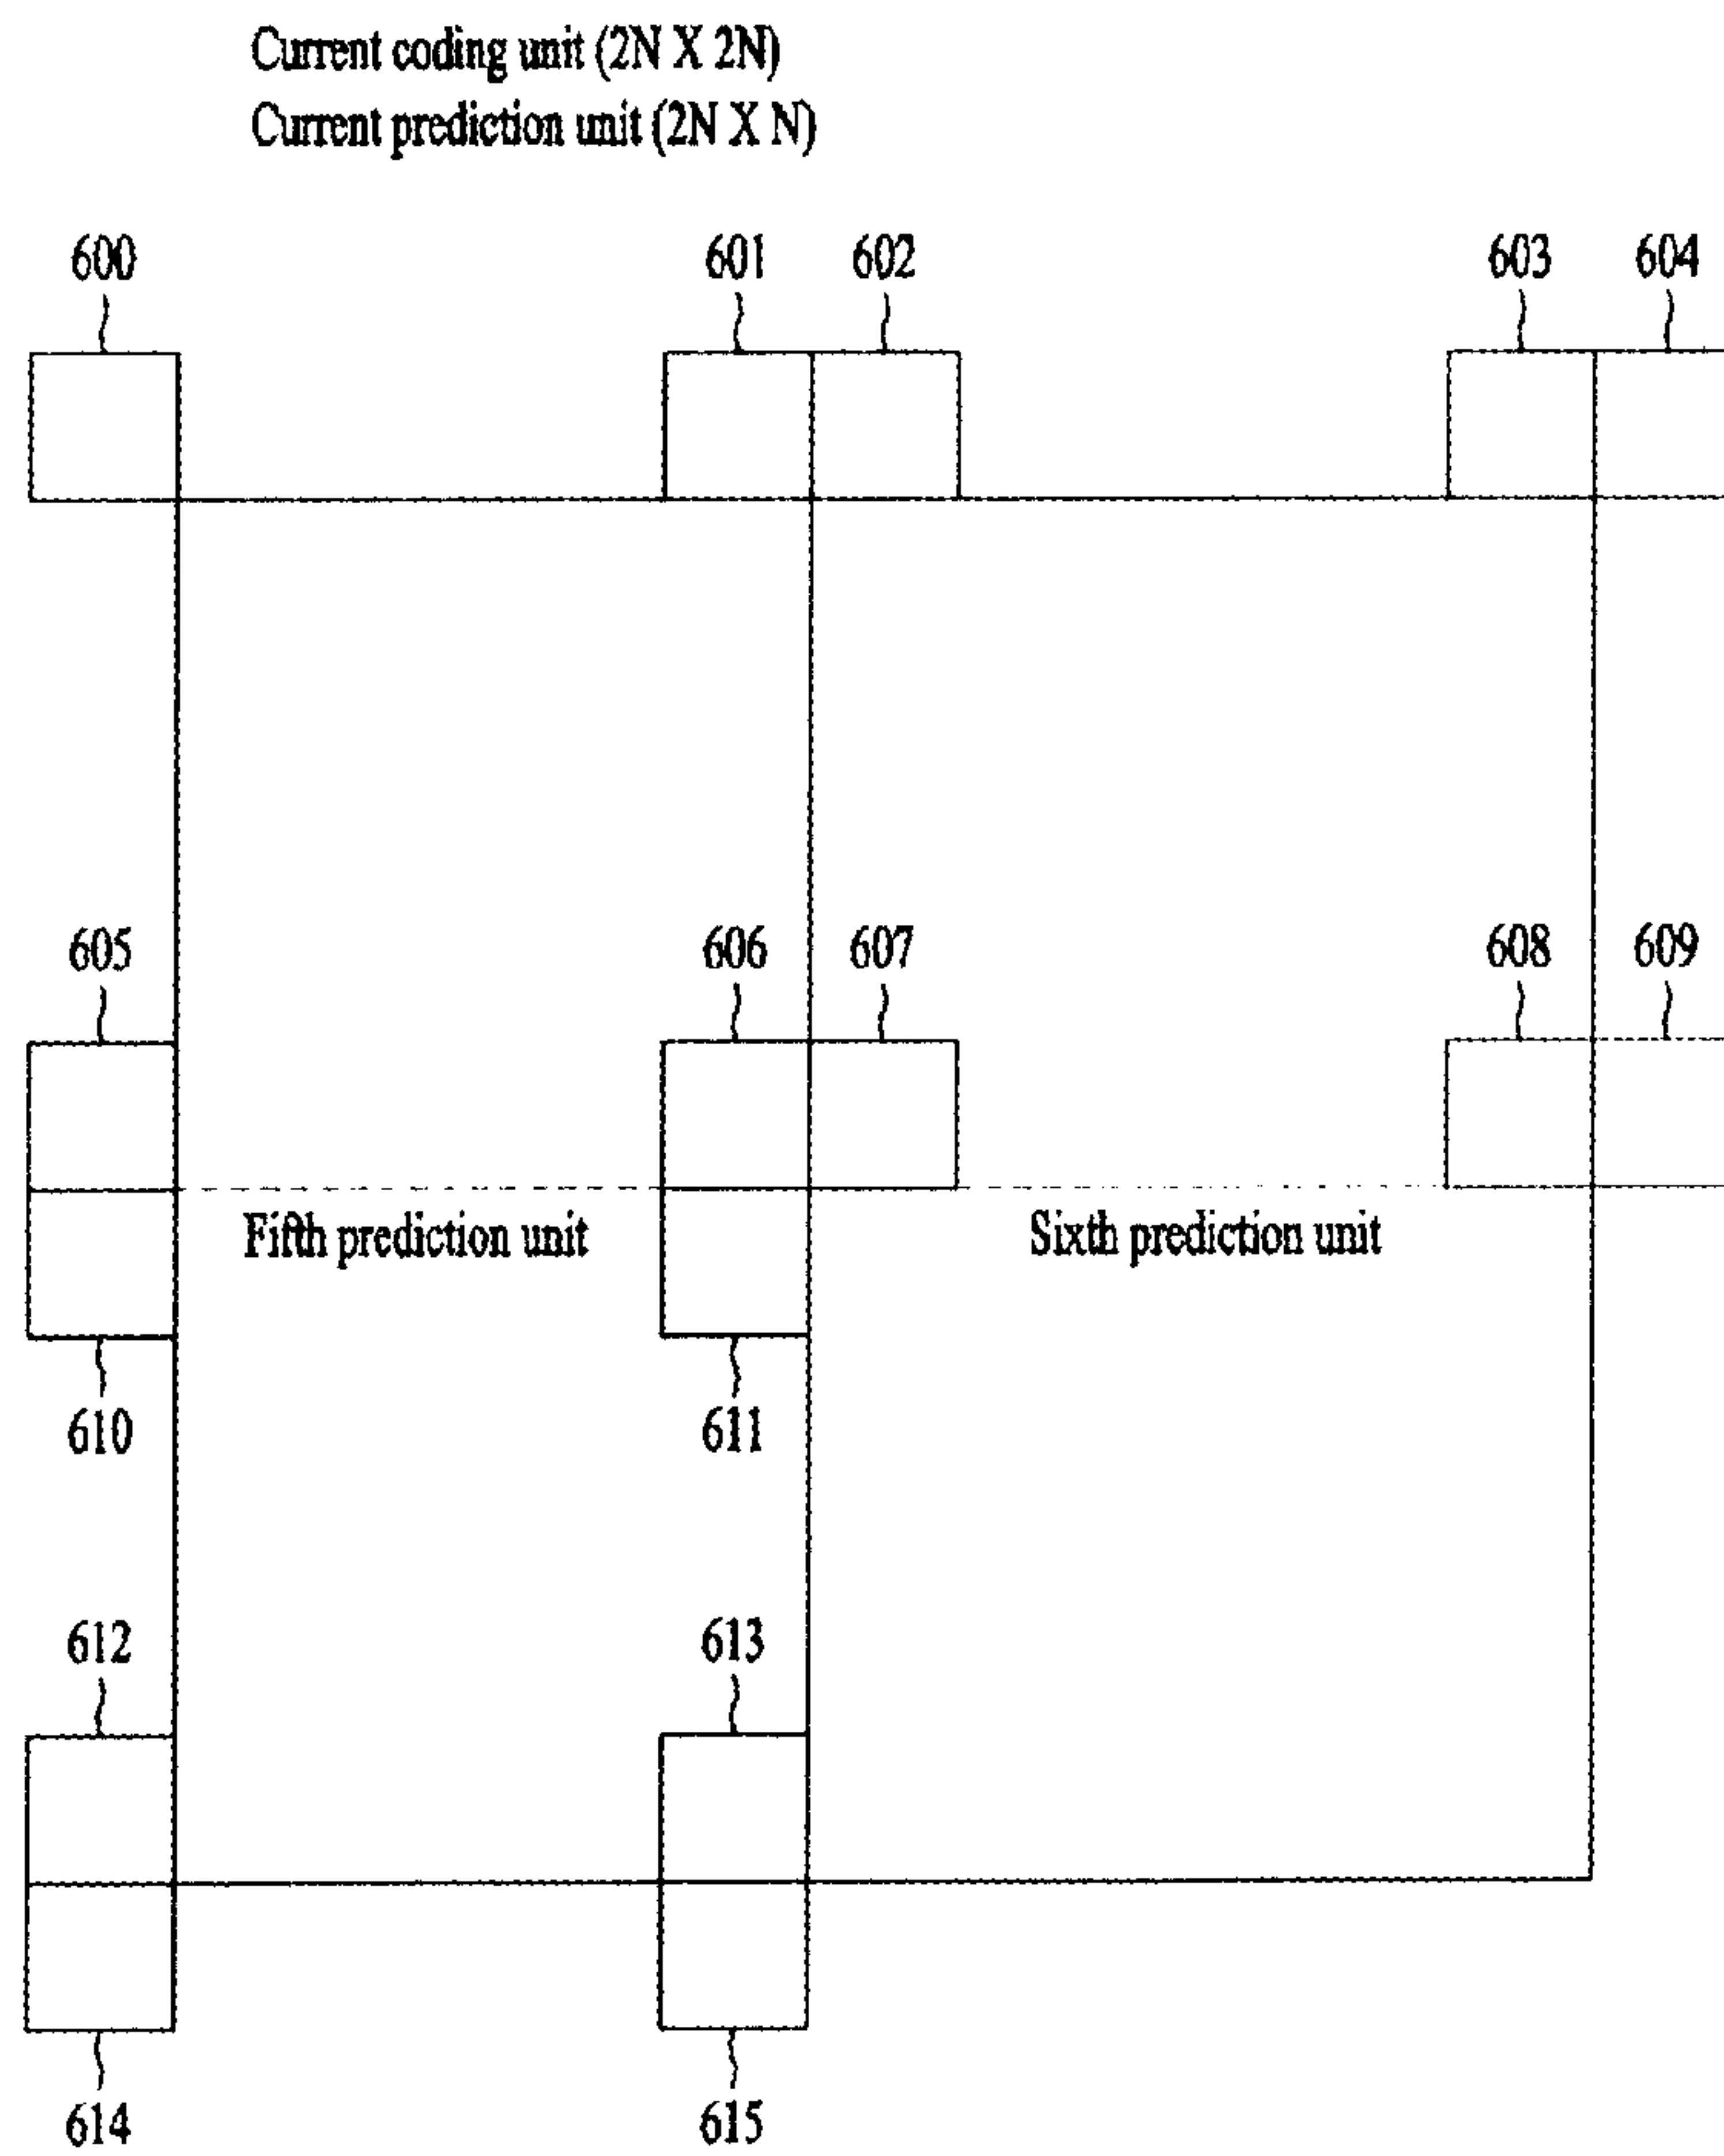 Current coding unit (2N X 2N)
Current prediction unit (2N X N)
600 601 602 603 604
605 606 607 608 609
Fifth prediction unit Sixth prediction unit
610 611
612 613
614 615